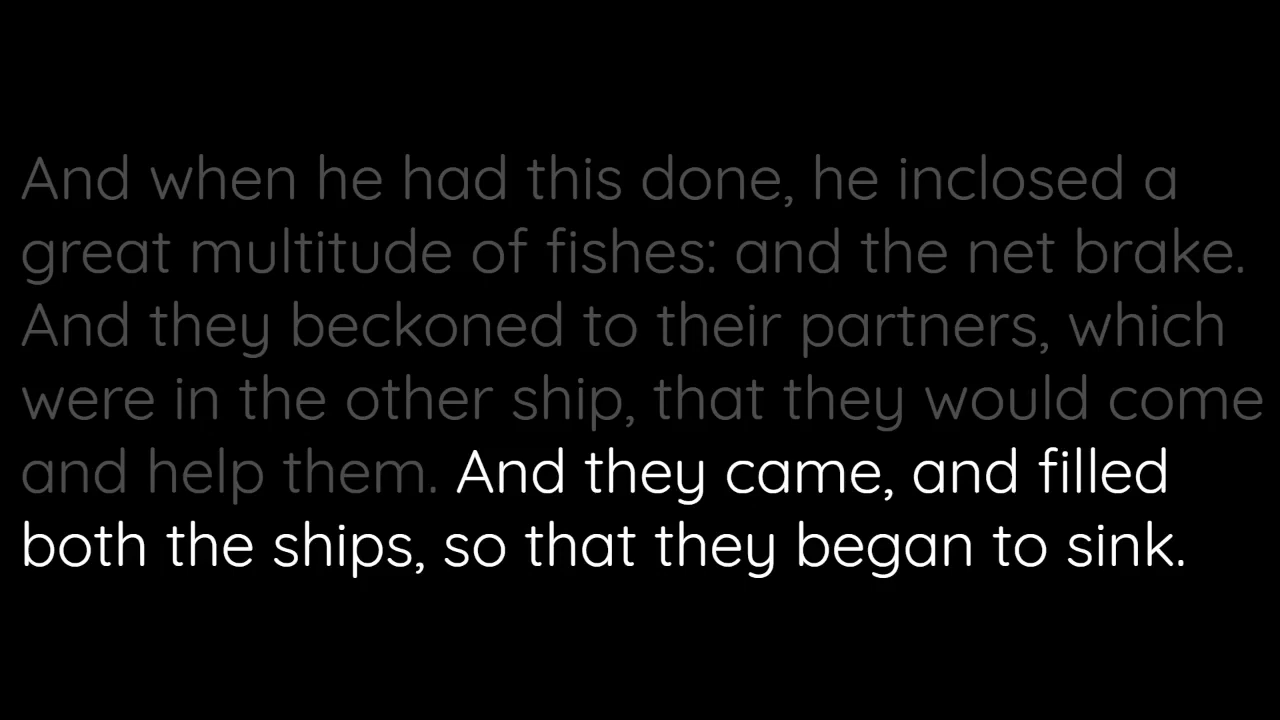 And when he had this done, he inclosed a
great multitude of fishes: and the net brake.
And they beckoned to their partners, which
were in the other ship, that they would come
and help them. And they came, and filled
both the ships, so that they began to sink.